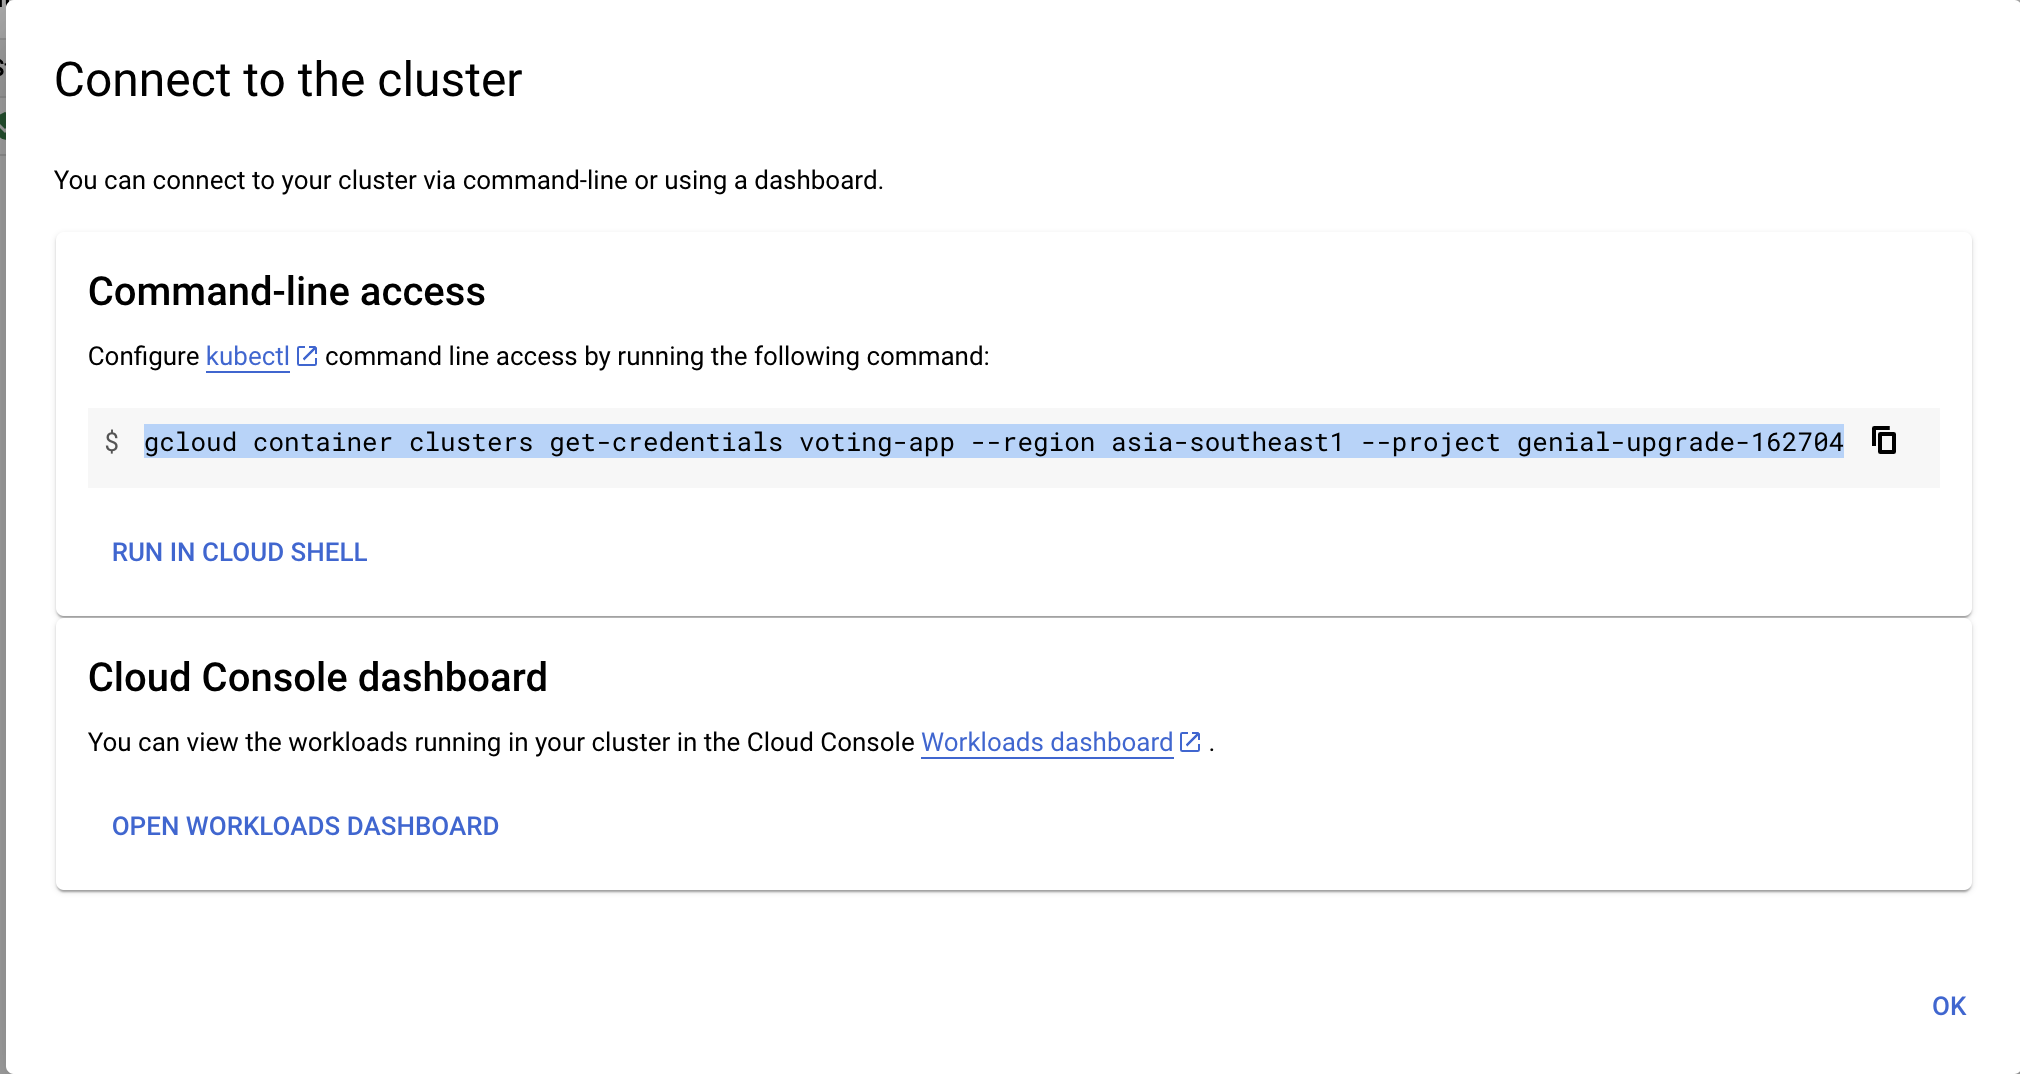 Connect to the cluster
You can connect to your cluster via command-line or using a dashboard.
Command-line access
Configure kubectl command line access by running the following command:
$ gcloud container clusters get-credentials voting-app --region asia-southeast1 --project genial-upgrade-162704
RUN IN CLOUD SHELL
Cloud Console dashboard
You can view the workloads running in your cluster in the Cloud Console Workloads dashboard .
OPEN WORKLOADS DASHBOARD
OK